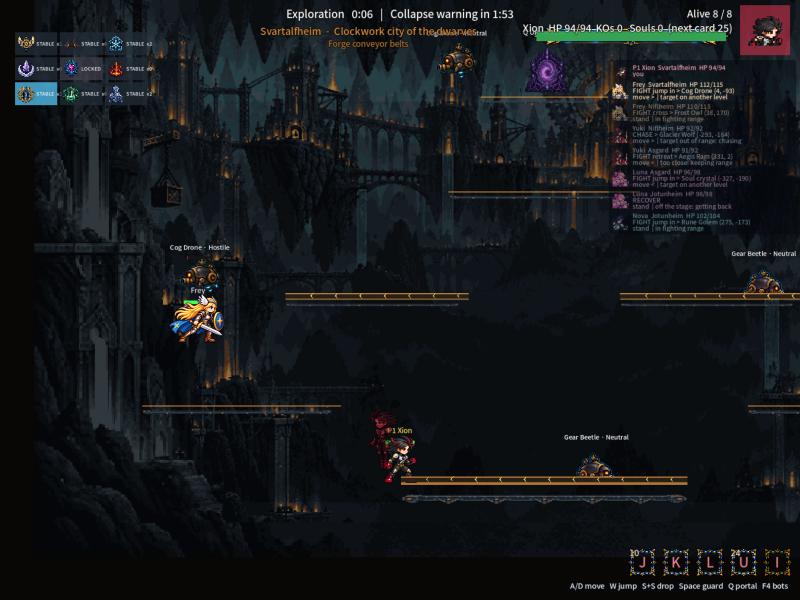 Exploration 0:06 | Collapse warning in 1:53
Alive 8 / 8
Svartalfheim · Clockwork city of the dwarves
Neutral
Xion HP 94/94 KOs 0 Souls 0 (next card 25)
Forge conveyor belts
STABLE
STABLE
STABLE x2
STABLE
LOCKED
STABLE
STABLE
STABLE
STABLE x2
P1 Xion Svartalfheim HP 94/94
you
Frey Svartalfheim HP 112/115
FIGHT jump in > Cog Drone (4, -93)
move > | target on another level
Frey Niflheim HP 110/115
FIGHT cross > Frost Owl (38, 170)
stand | in fighting range
Yuki Niflheim HP 92/92
CHASE > Glacier Wolf (-293, -164)
move > | target out of range: chasing
Yuki Asgard HP 91/92
FIGHT retreat > Aegis Ram (331, 2)
move > | too close: keeping range
Luna Asgard HP 96/98
FIGHT jump in > Soul crystal (-327, -190)
move < | target on another level
Luna Jotunheim HP 98/98
RECOVER
stand | off the stage: getting back
Nova Jotunheim HP 102/104
FIGHT jump in > Rune Golem (275, -173)
stand | in fighting range
Cog Drone · Hostile
Frey
Gear Beetle · Neutral
P1 Xion
Gear Beetle · Neutral
J K L U I
A/D move W jump S+S drop Space guard Q portal F4 bots